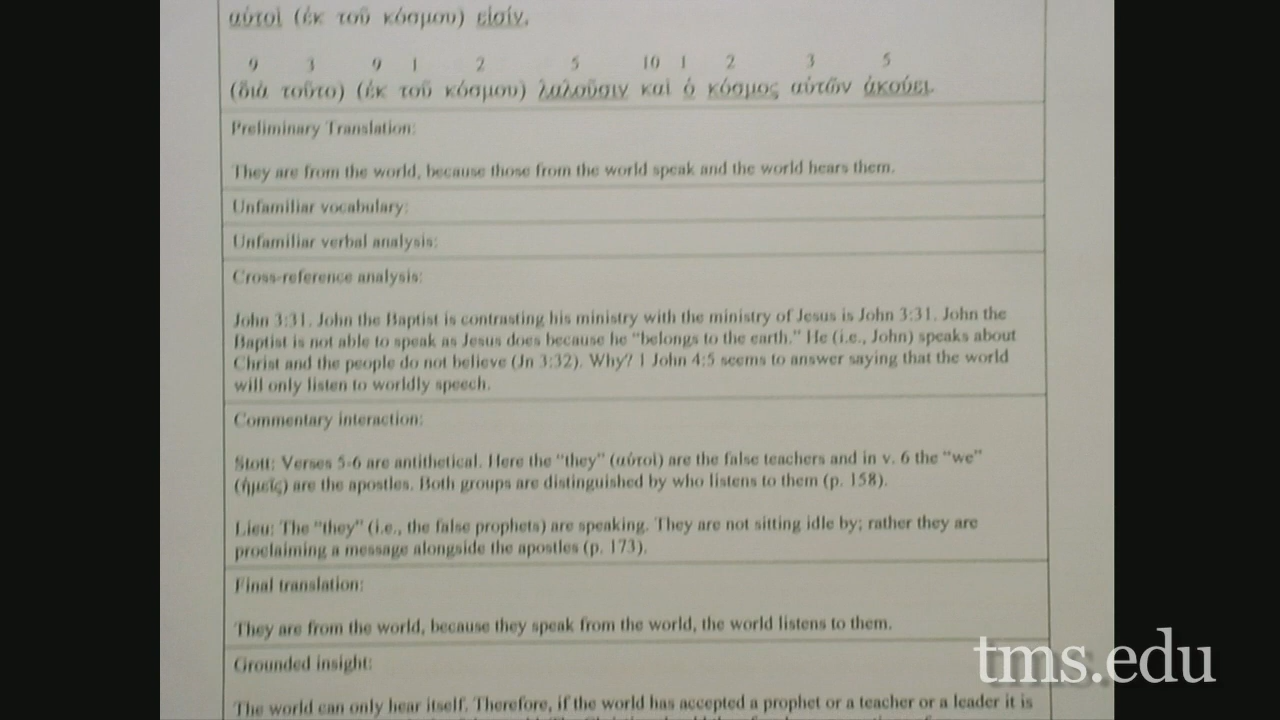 αὐτοὶ (ἐκ τοῦ κόσμου) εἰσίν,
9 3 9 1 2 5 10 1 2 3 5
(διὰ τοῦτο) (ἐκ τοῦ κόσμου) λαλοῦσιν καὶ ὁ κόσμος αὐτῶν ἀκούει.
Preliminary Translation:
They are from the world, because those from the world speak and the world hears them.
Unfamiliar vocabulary:
Unfamiliar verbal analysis:
Cross-reference analysis:
John 3:31. John the Baptist is contrasting his ministry with the ministry of Jesus is John 3:31. John the
Baptist is not able to speak as Jesus does because he “belongs to the earth.” He (i.e., John) speaks about
Christ and the people do not believe (Jn 3:32). Why? 1 John 4:5 seems to answer saying that the world
will only listen to worldly speech.
Commentary interaction:
Stott: Verses 5-6 are antithetical. Here the “they” (αὐτοὶ) are the false teachers and in v. 6 the “we”
(ἡμεῖς) are the apostles. Both groups are distinguished by who listens to them (p. 158).
Lieu: The “they” (i.e., the false prophets) are speaking. They are not sitting idle by; rather they are
proclaiming a message alongside the apostles (p. 173).
Final translation:
They are from the world, because they speak from the world, the world listens to them.
Grounded insight:
The world can only hear itself. Therefore, if the world has accepted a prophet or a teacher or a leader it is
tms.edu